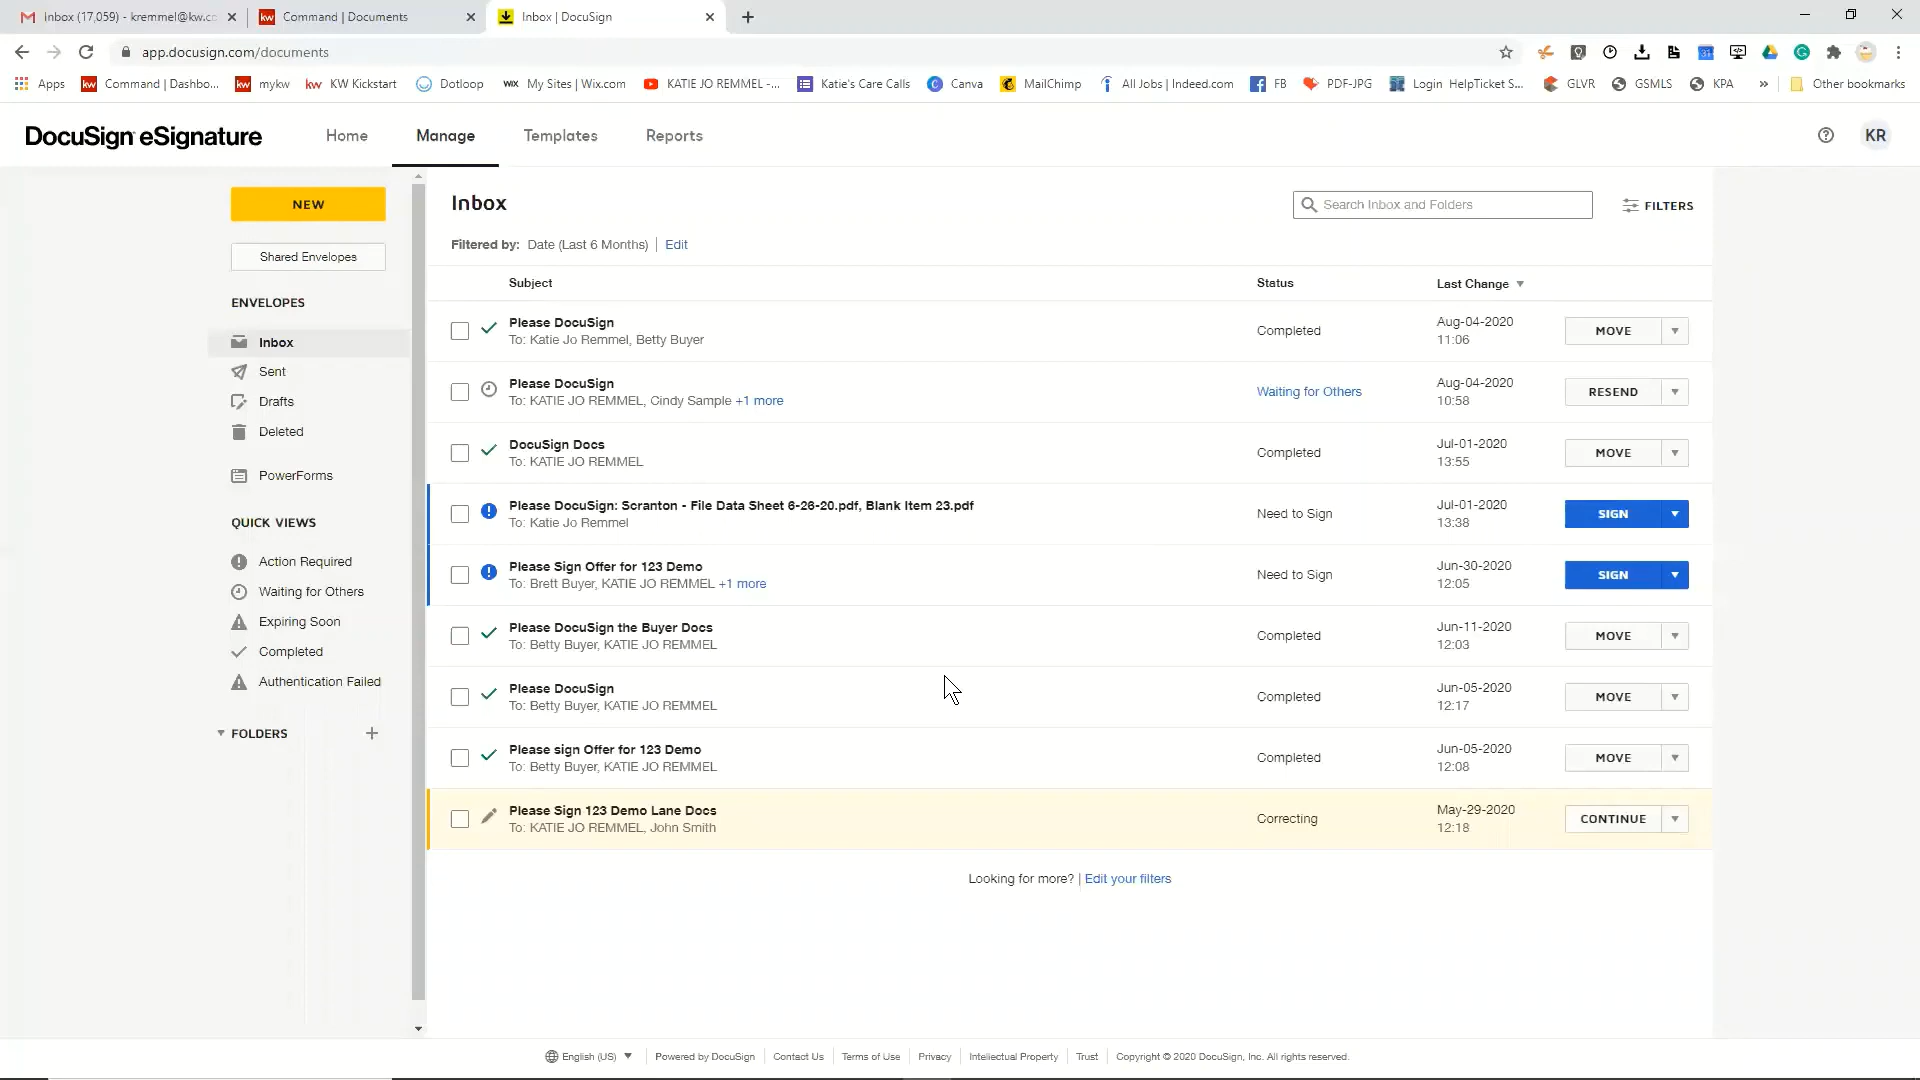 Inbox (17,059) - kremmel@kw.c
Command | Documents
Inbox | DocuSign
app.docusign.com/documents
Apps
Command | Dashbo...
mykw
KW Kickstart
Dotloop
My Sites | Wix.com
KATIE JO REMMEL -...
Katie's Care Calls
Canva
MailChimp
All Jobs | Indeed.com
FB
PDF-JPG
Login HelpTicket S...
GLVR
GSMLS
KPA
»
Other bookmarks
DocuSign eSignature
Home
Manage
Templates
Reports
KR
NEW
Shared Envelopes
ENVELOPES
Inbox
Sent
Drafts
Deleted
PowerForms
QUICK VIEWS
Action Required
Waiting for Others
Expiring Soon
Completed
Authentication Failed
FOLDERS
Inbox
Search Inbox and Folders
FILTERS
Filtered by: Date (Last 6 Months) | Edit
Subject
Status
Last Change
Please DocuSign
To: Katie Jo Remmel, Betty Buyer
Completed
Aug-04-2020
11:06
MOVE
Please DocuSign
To: KATIE JO REMMEL, Cindy Sample +1 more
Waiting for Others
Aug-04-2020
10:58
RESEND
DocuSign Docs
To: KATIE JO REMMEL
Completed
Jul-01-2020
13:55
MOVE
Please DocuSign: Scranton - File Data Sheet 6-26-20.pdf, Blank Item 23.pdf
To: Katie Jo Remmel
Need to Sign
Jul-01-2020
13:38
SIGN
Please Sign Offer for 123 Demo
To: Brett Buyer, KATIE JO REMMEL +1 more
Need to Sign
Jun-30-2020
12:05
SIGN
Please DocuSign the Buyer Docs
To: Betty Buyer, KATIE JO REMMEL
Completed
Jun-11-2020
12:03
MOVE
Please DocuSign
To: Betty Buyer, KATIE JO REMMEL
Completed
Jun-05-2020
12:17
MOVE
Please sign Offer for 123 Demo
To: Betty Buyer, KATIE JO REMMEL
Completed
Jun-05-2020
12:08
MOVE
Please Sign 123 Demo Lane Docs
To: KATIE JO REMMEL, John Smith
Correcting
May-29-2020
12:18
CONTINUE
Looking for more? | Edit your filters
English (US)
Powered by DocuSign
Contact Us
Terms of Use
Privacy
Intellectual Property
Trust
Copyright © 2020 DocuSign, Inc. All rights reserved.